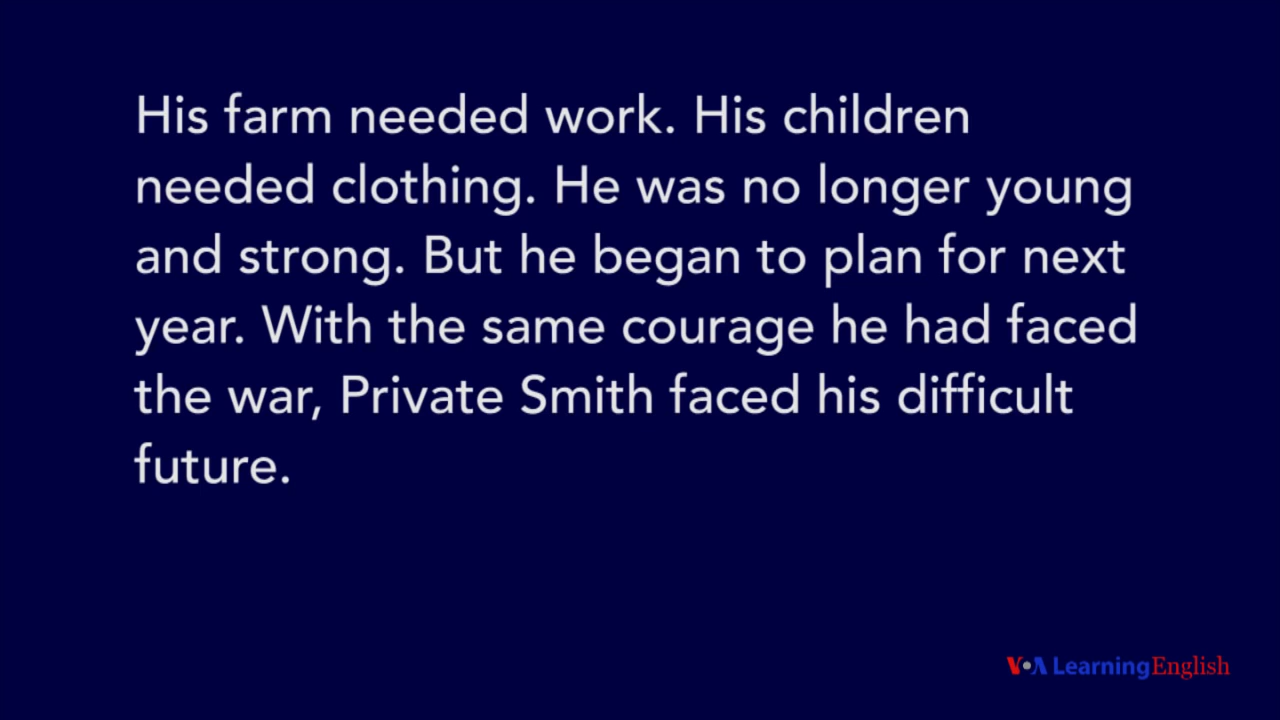 His farm needed work. His children
needed clothing. He was no longer young
and strong. But he began to plan for next
year. With the same courage he had faced
the war, Private Smith faced his difficult
future.
VOA Learning English